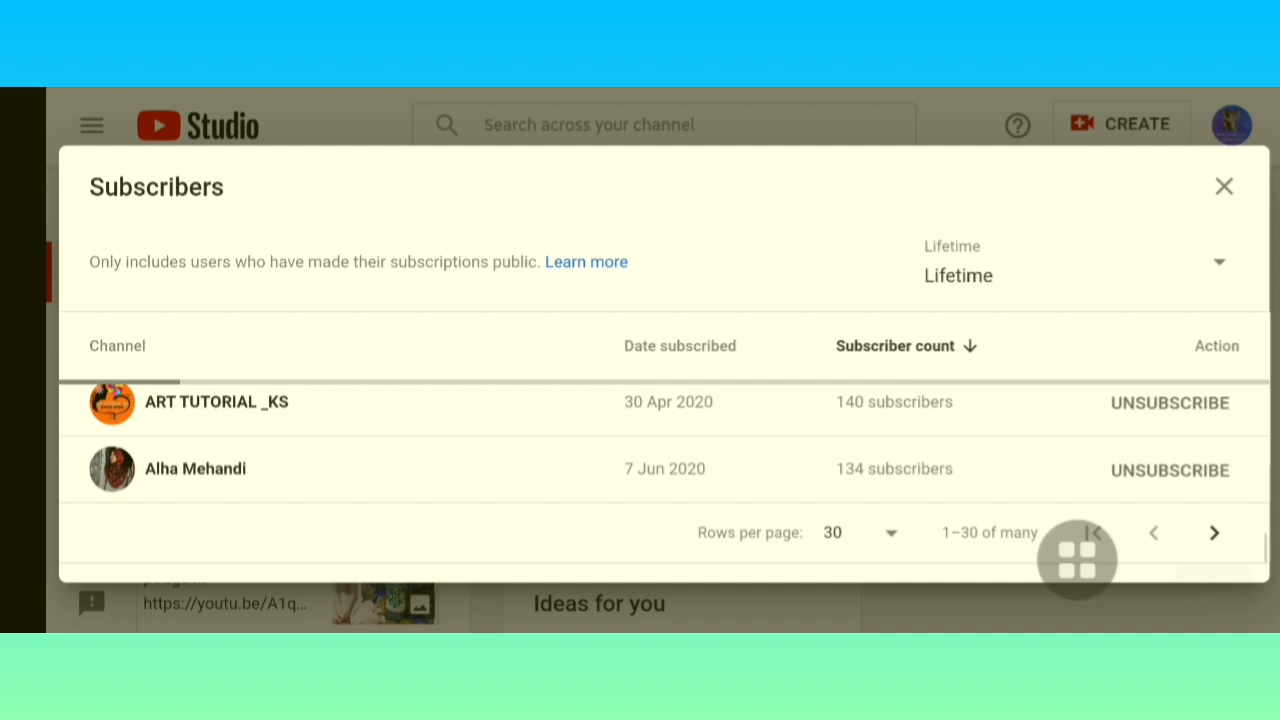 Studio
Search across your channel
CREATE
Subscribers
Only includes users who have made their subscriptions public. Learn more
Lifetime
Lifetime
Channel Date subscribed Subscriber count Action
ART TUTORIAL _KS 30 Apr 2020 140 subscribers UNSUBSCRIBE
Alha Mehandi 7 Jun 2020 134 subscribers UNSUBSCRIBE
Rows per page: 30 1–30 of many
https://youtu.be/A1q...
Ideas for you